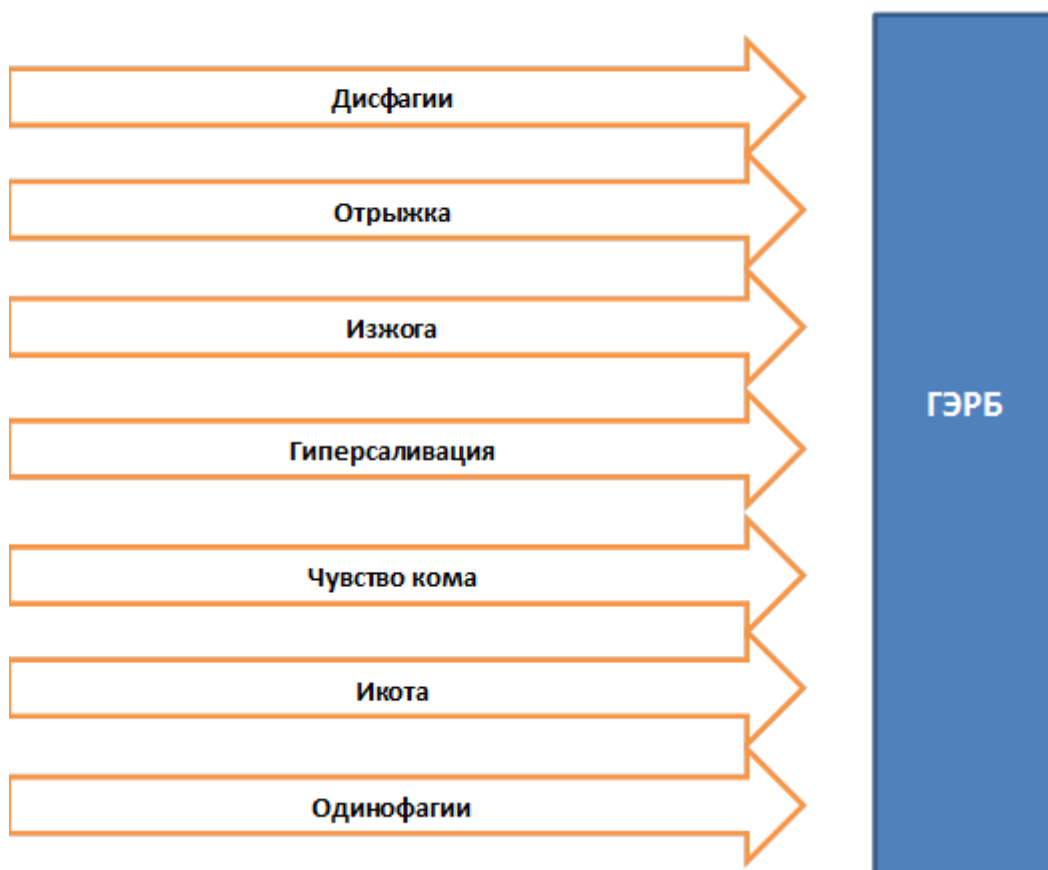 Дисфагии
Отрыжка
Изжога
Гиперсаливация
Чувство кома
Икота
Одинофагии
ГЭРБ